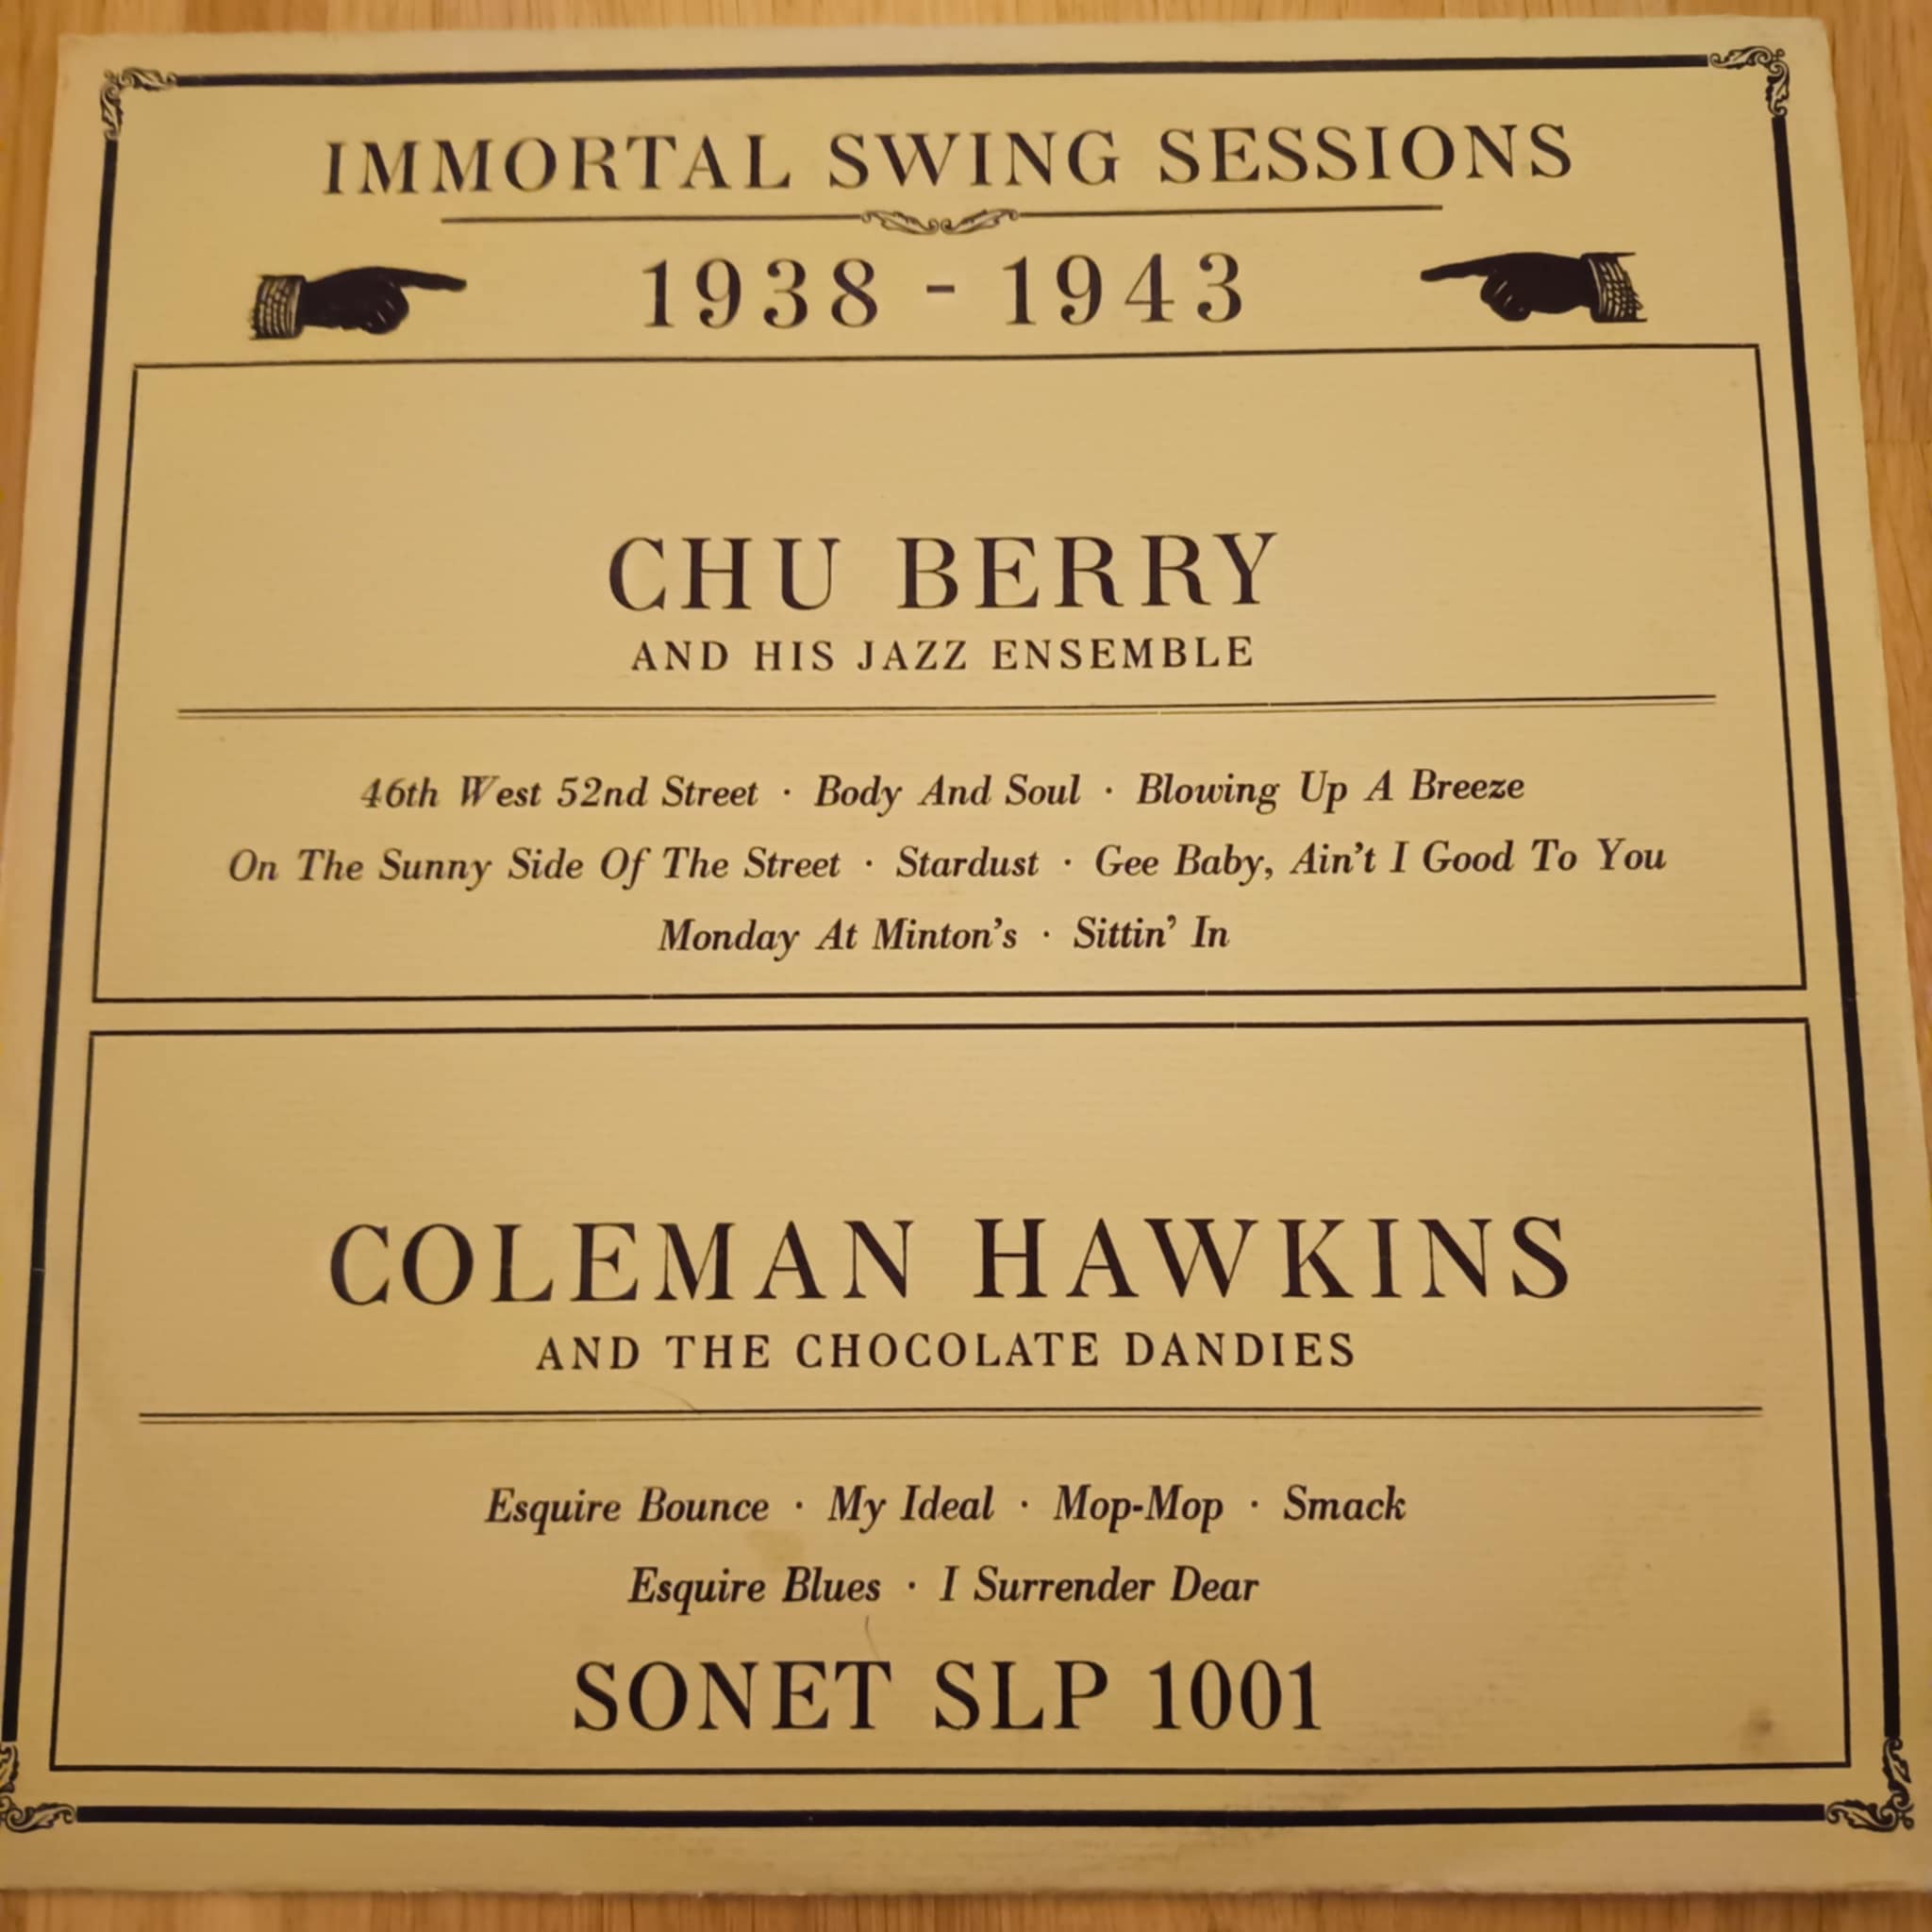 IMMORTAL SWING SESSIONS
1938 - 1943
CHU BERRY
AND HIS JAZZ ENSEMBLE
46th West 52nd Street · Body And Soul · Blowing Up A Breeze
On The Sunny Side Of The Street · Stardust · Gee Baby, Ain't I Good To You
Monday At Minton's · Sittin' In
COLEMAN HAWKINS
AND THE CHOCOLATE DANDIES
Esquire Bounce · My Ideal · Mop-Mop · Smack
Esquire Blues · I Surrender Dear
SONET SLP 1001